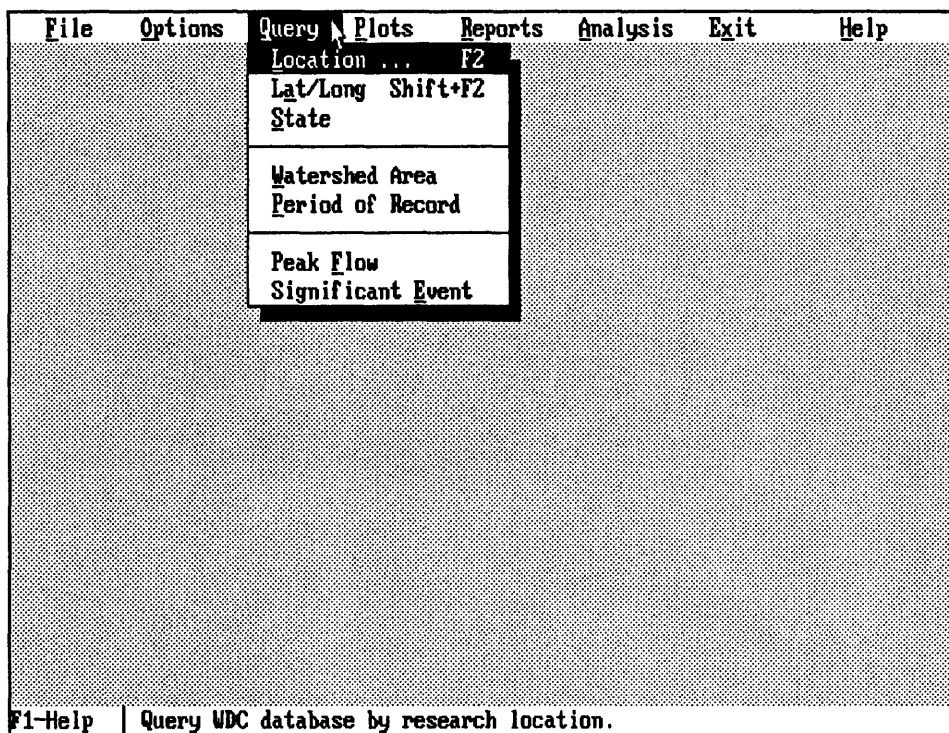 File Options Query Plots Reports Analysis Exit Help
Location ... F2
Lat/Long Shift+F2
State
Watershed Area
Period of Record
Peak Flow
Significant Event
F1-Help | Query WDC database by research location.